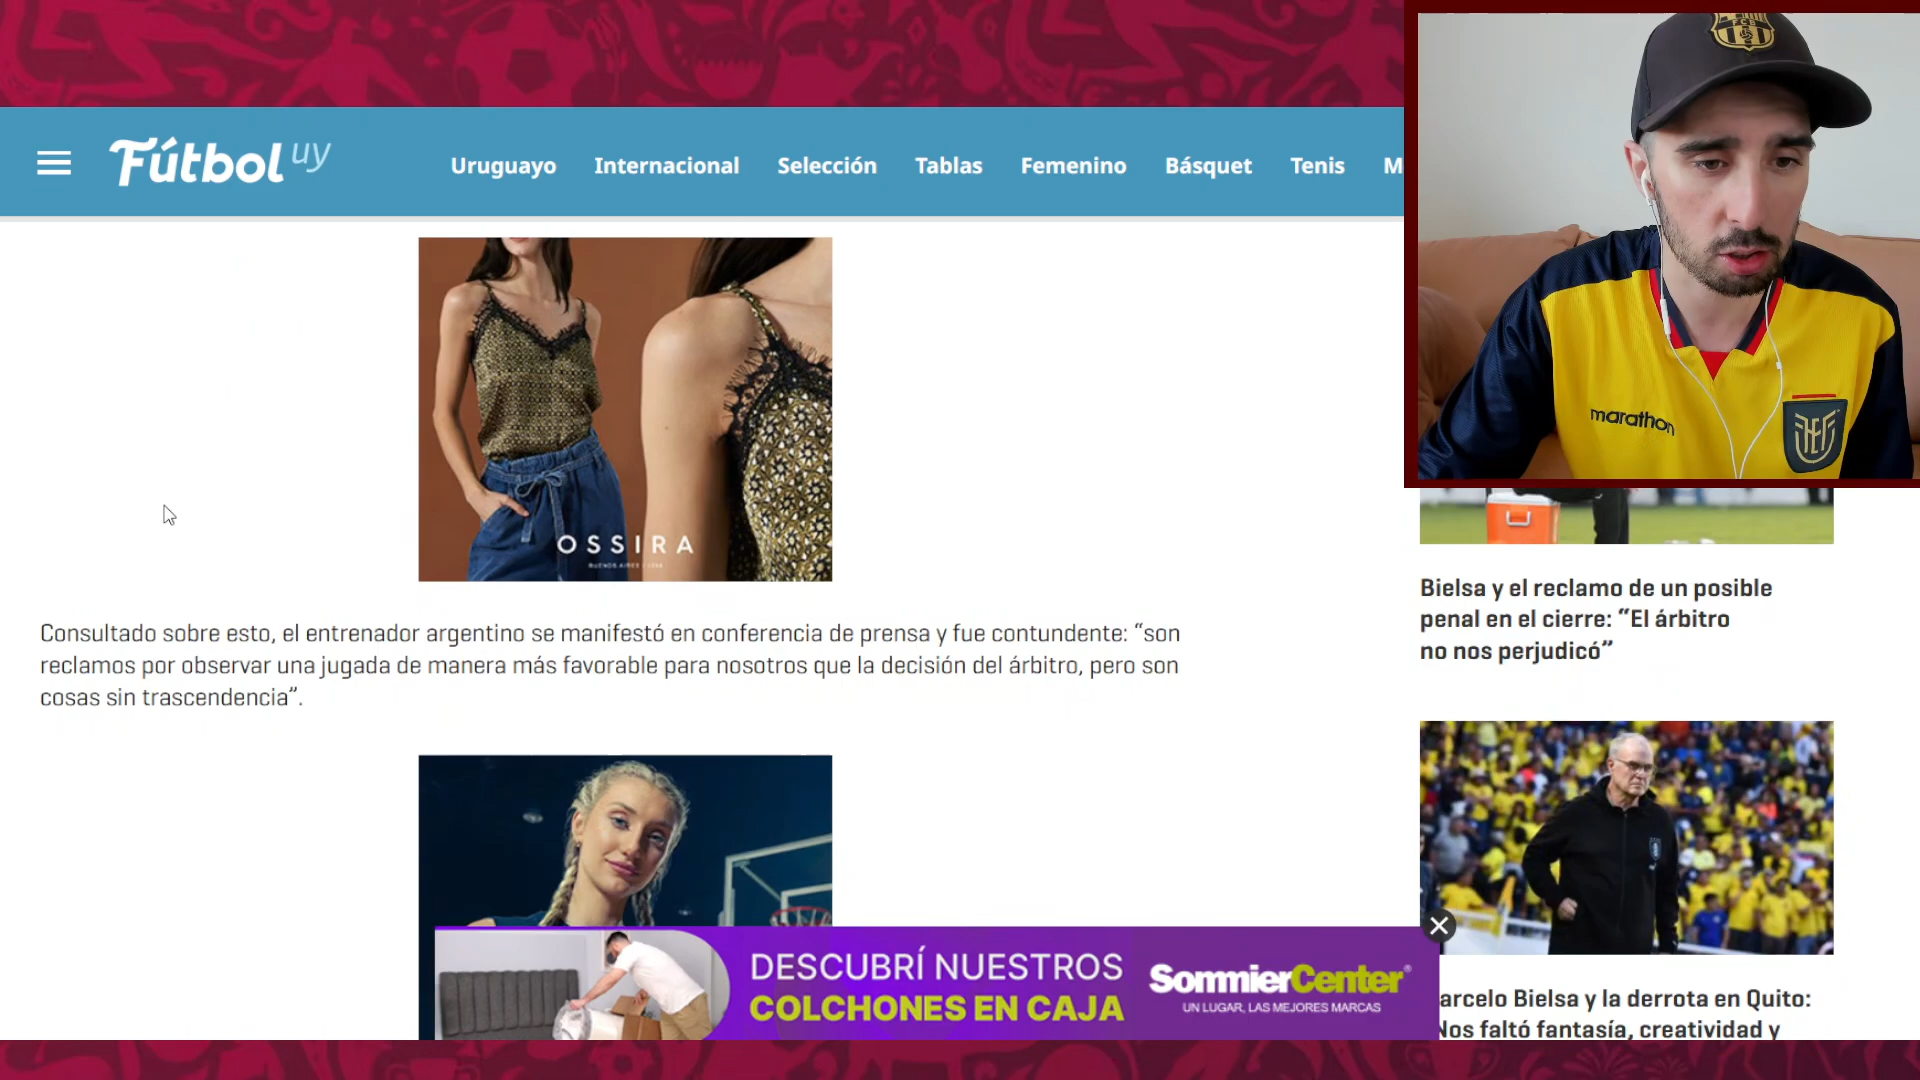 FCB
Fútbol uy
Uruguayo Internacional Selección Tablas Femenino Básquet Tenis M
marathon
FEF
OSSIRA
BUENOS AIRES
Consultado sobre esto, el entrenador argentino se manifestó en conferencia de prensa y fue contundente: “son
reclamos por observar una jugada de manera más favorable para nosotros que la decisión del árbitro, pero son
cosas sin trascendencia”.
Bielsa y el reclamo de un posible
penal en el cierre: “El árbitro
no nos perjudicó”
DESCUBRÍ NUESTROS
COLCHONES EN CAJA
SommierCenter®
UN LUGAR, LAS MEJORES MARCAS
arcelo Bielsa y la derrota en Quito:
Nos faltó fantasía, creatividad y